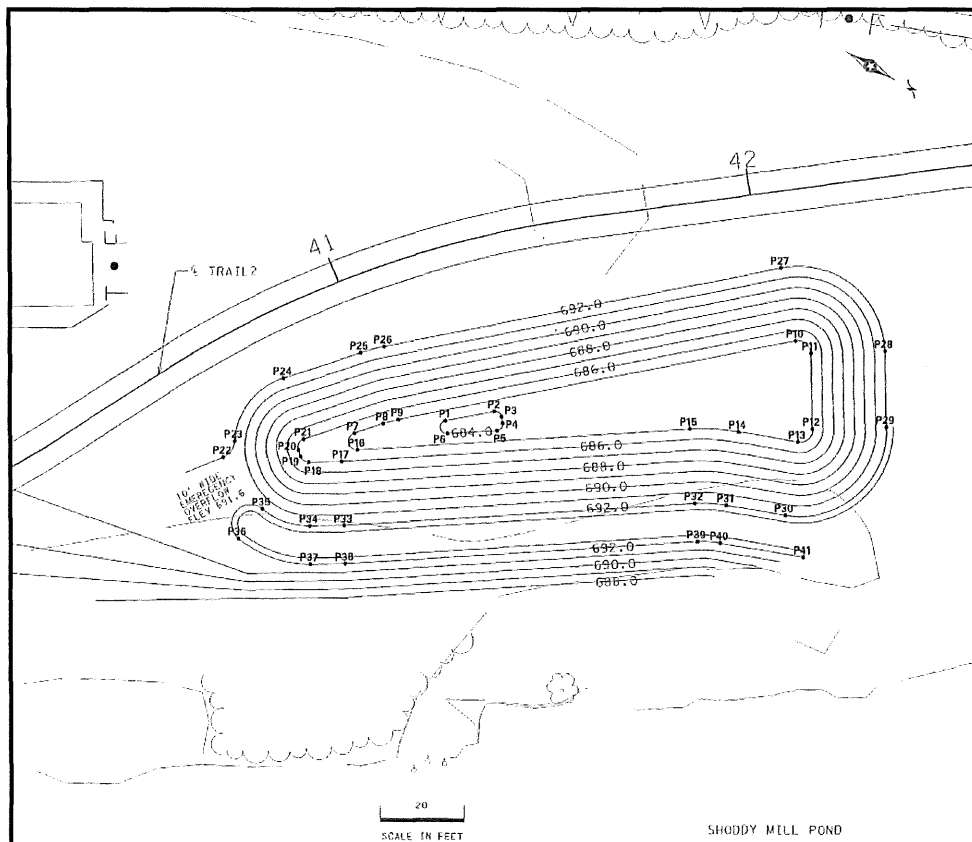 42
41
℄ TRAIL2
P27
692.0
690.0
688.0
686.0
P26
P25
P24
P10
P11
P28
P2
P3
P1
P4
P9
P8
P7
P6
684.0
P5
P15
P14
P12
P29
P13
P21
P23
P20
P16
P22
P19
P17
P18
686.0
688.0
690.0
692.0
10' WIDE
EMERGENCY
OVERFLOW
ELEV 691.6
P35
P34
P33
P32
P31
P30
P36
P37
P38
692.0
P39
P40
P41
690.0
688.0
20
SCALE IN FEET
SHODDY MILL POND